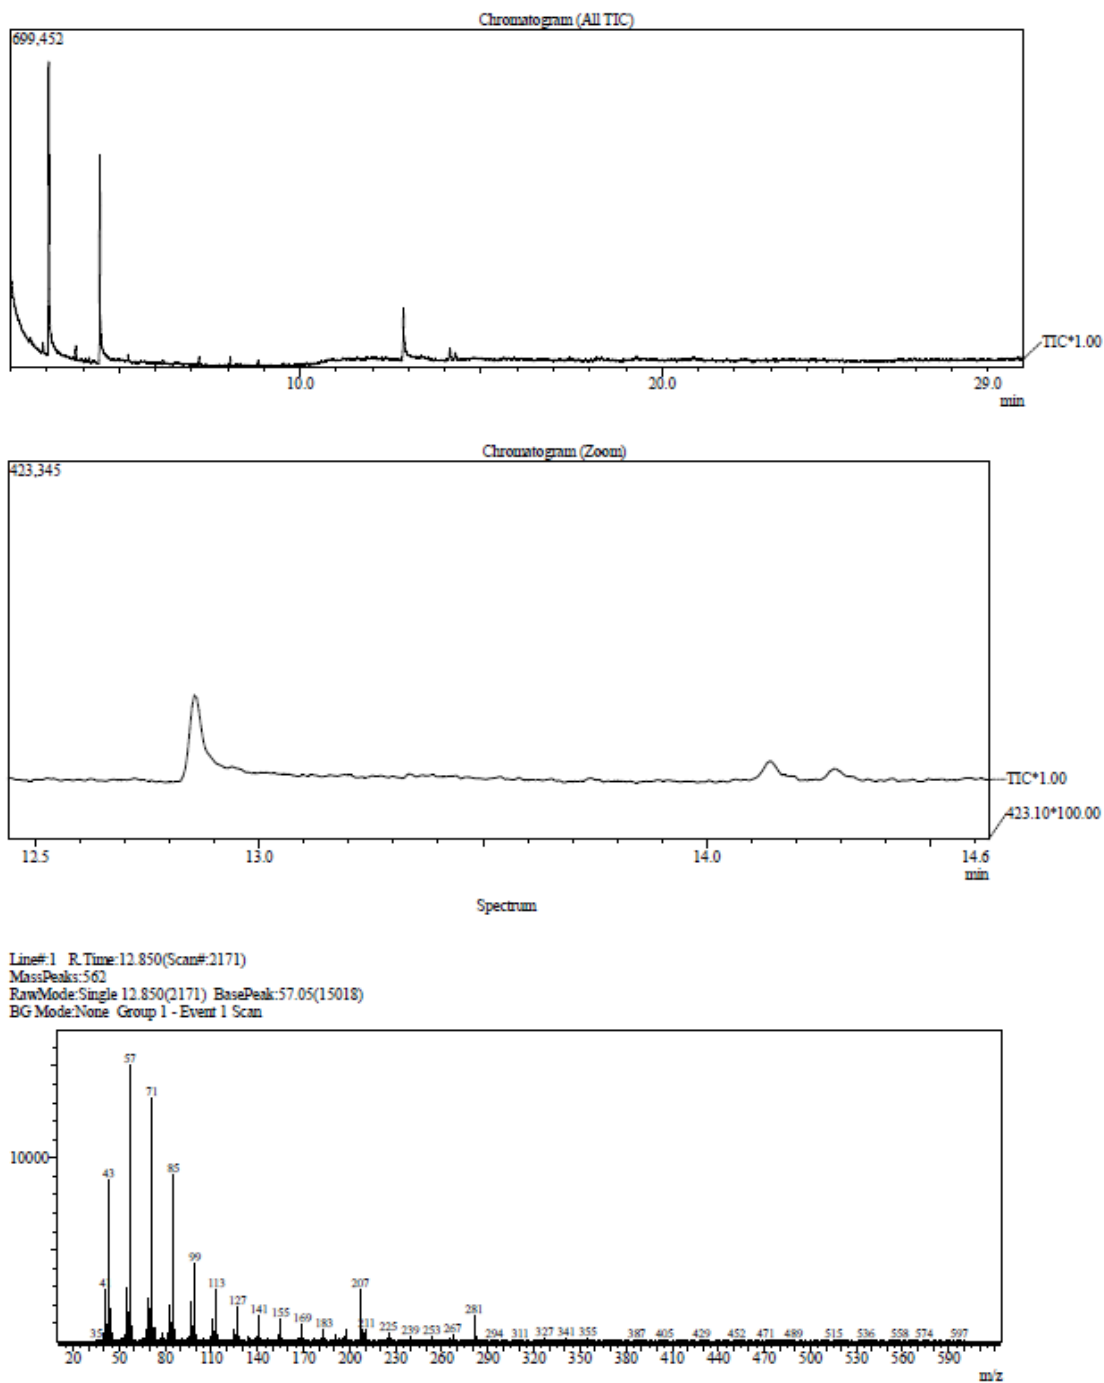 Chromatogram (All TIC)
699,452
TIC*1.00
10.0 20.0 29.0
min
Chromatogram (Zoom)
423,345
TIC*1.00
423.10*100.00
12.5 13.0 14.0 14.6
min
Spectrum
Line#:1 R.Time:12.850(Scan#:2171)
MassPeaks:562
RawMode:Single 12.850(2171) BasePeak:57.05(15018)
BG Mode:None Group 1 - Event 1 Scan
57
71
10000
43 85
99
4 113 207
127 141 155 281
35 169 183 211 225 239 253 267 294 311 327 341 355 387 405 429 452 471 489 515 536 558 574 597
20 50 80 110 140 170 200 230 260 290 320 350 380 410 440 470 500 530 560 590
m/z